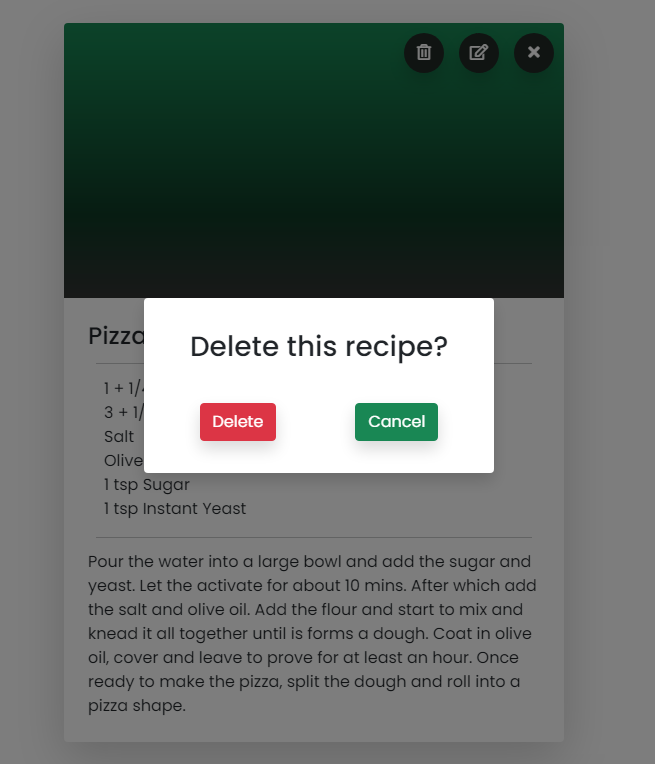 Pizza
Delete this recipe?
1 + 1/
3 + 1/
Salt
Olive
Delete
Cancel
1 tsp Sugar
1 tsp Instant Yeast
Pour the water into a large bowl and add the sugar and
yeast. Let the activate for about 10 mins. After which add
the salt and olive oil. Add the flour and start to mix and
knead it all together until is forms a dough. Coat in olive
oil, cover and leave to prove for at least an hour. Once
ready to make the pizza, split the dough and roll into a
pizza shape.